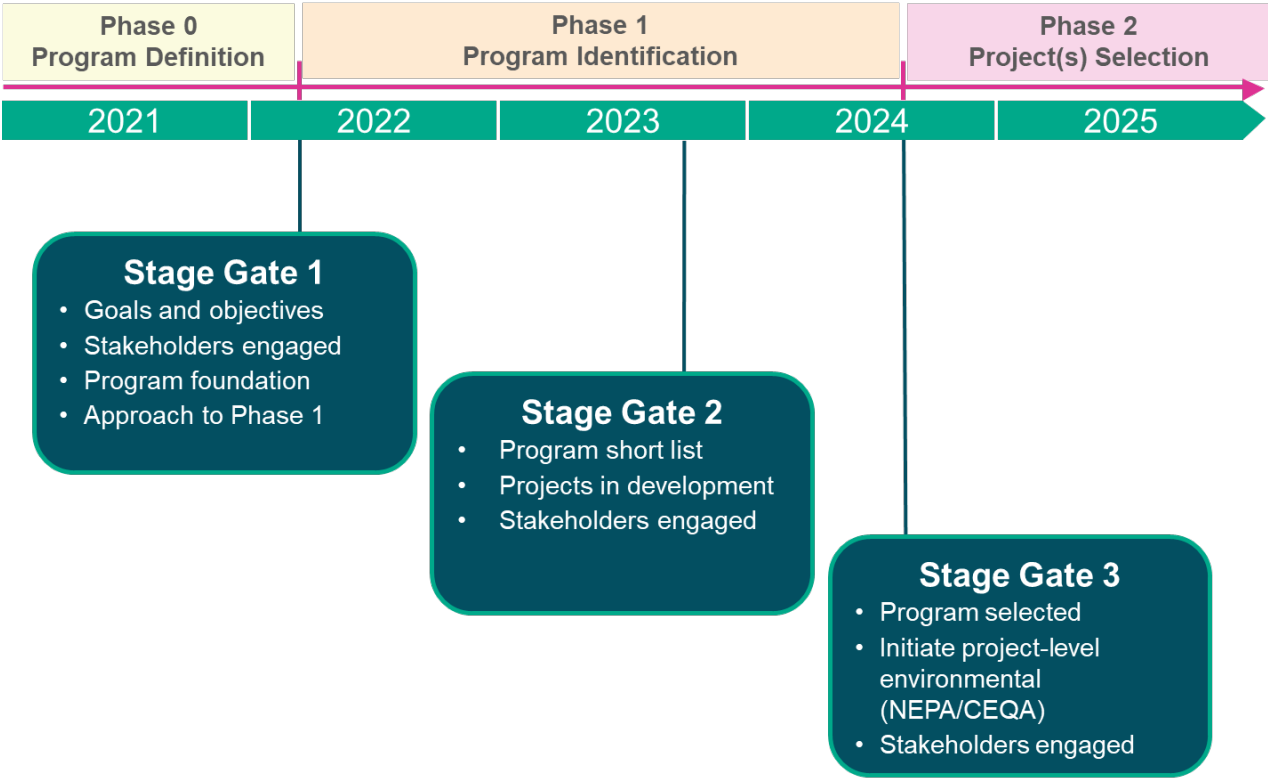 Phase 0
Program Definition
Phase 1
Program Identification
Phase 2
Project(s) Selection
2021
2022
2023
2024
2025
Stage Gate 1
• Goals and objectives
• Stakeholders engaged
• Program foundation
• Approach to Phase 1
Stage Gate 2
• Program short list
• Projects in development
• Stakeholders engaged
Stage Gate 3
• Program selected
• Initiate project-level
environmental
(NEPA/CEQA)
• Stakeholders engaged